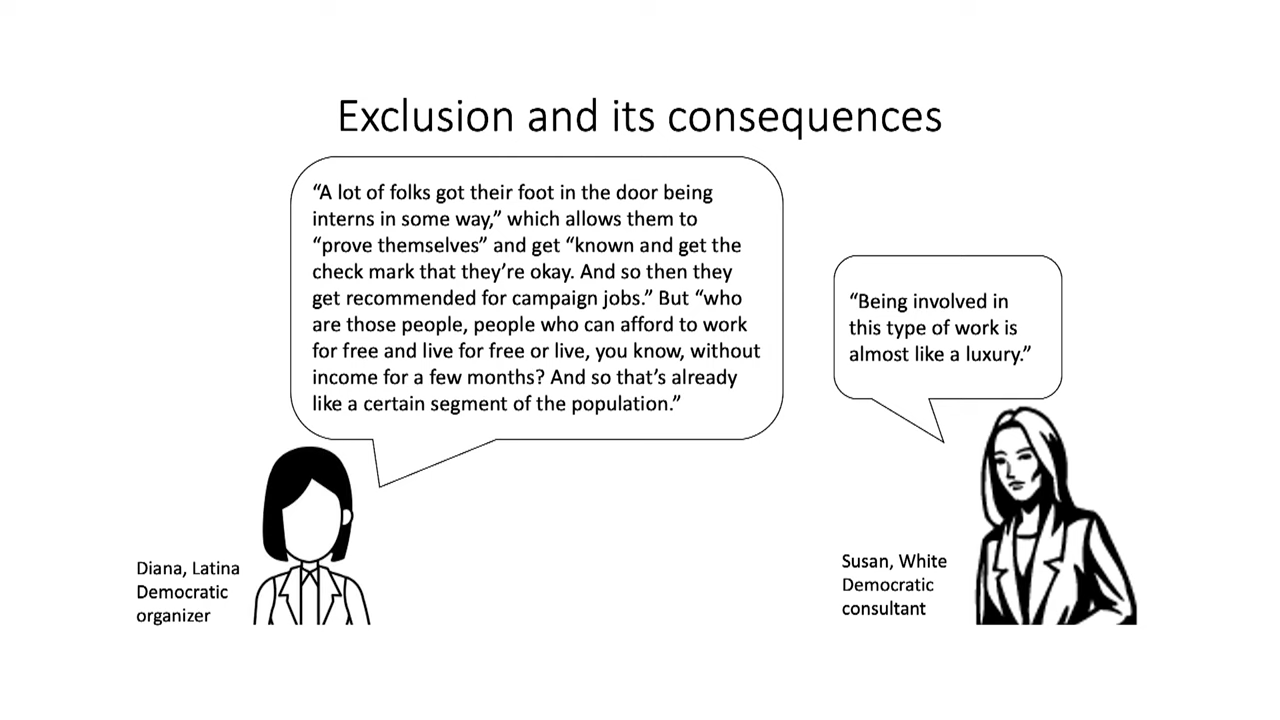 Exclusion and its consequences
“A lot of folks got their foot in the door being
interns in some way,” which allows them to
“prove themselves” and get “known and get the
check mark that they’re okay. And so then they
get recommended for campaign jobs.” But “who
are those people, people who can afford to work
for free and live for free or live, you know, without
income for a few months? And so that’s already
like a certain segment of the population.”
“Being involved in
this type of work is
almost like a luxury.”
Diana, Latina
Democratic
organizer
Susan, White
Democratic
consultant